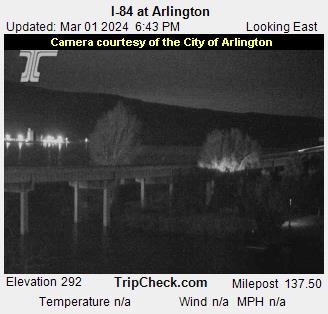 I-84 at Arlington
Updated: Mar 01 2024 6:43 PM Looking East
Camera courtesy of the City of Arlington
Elevation 292 TripCheck.com Milepost 137.50
Temperature n/a Wind n/a MPH n/a